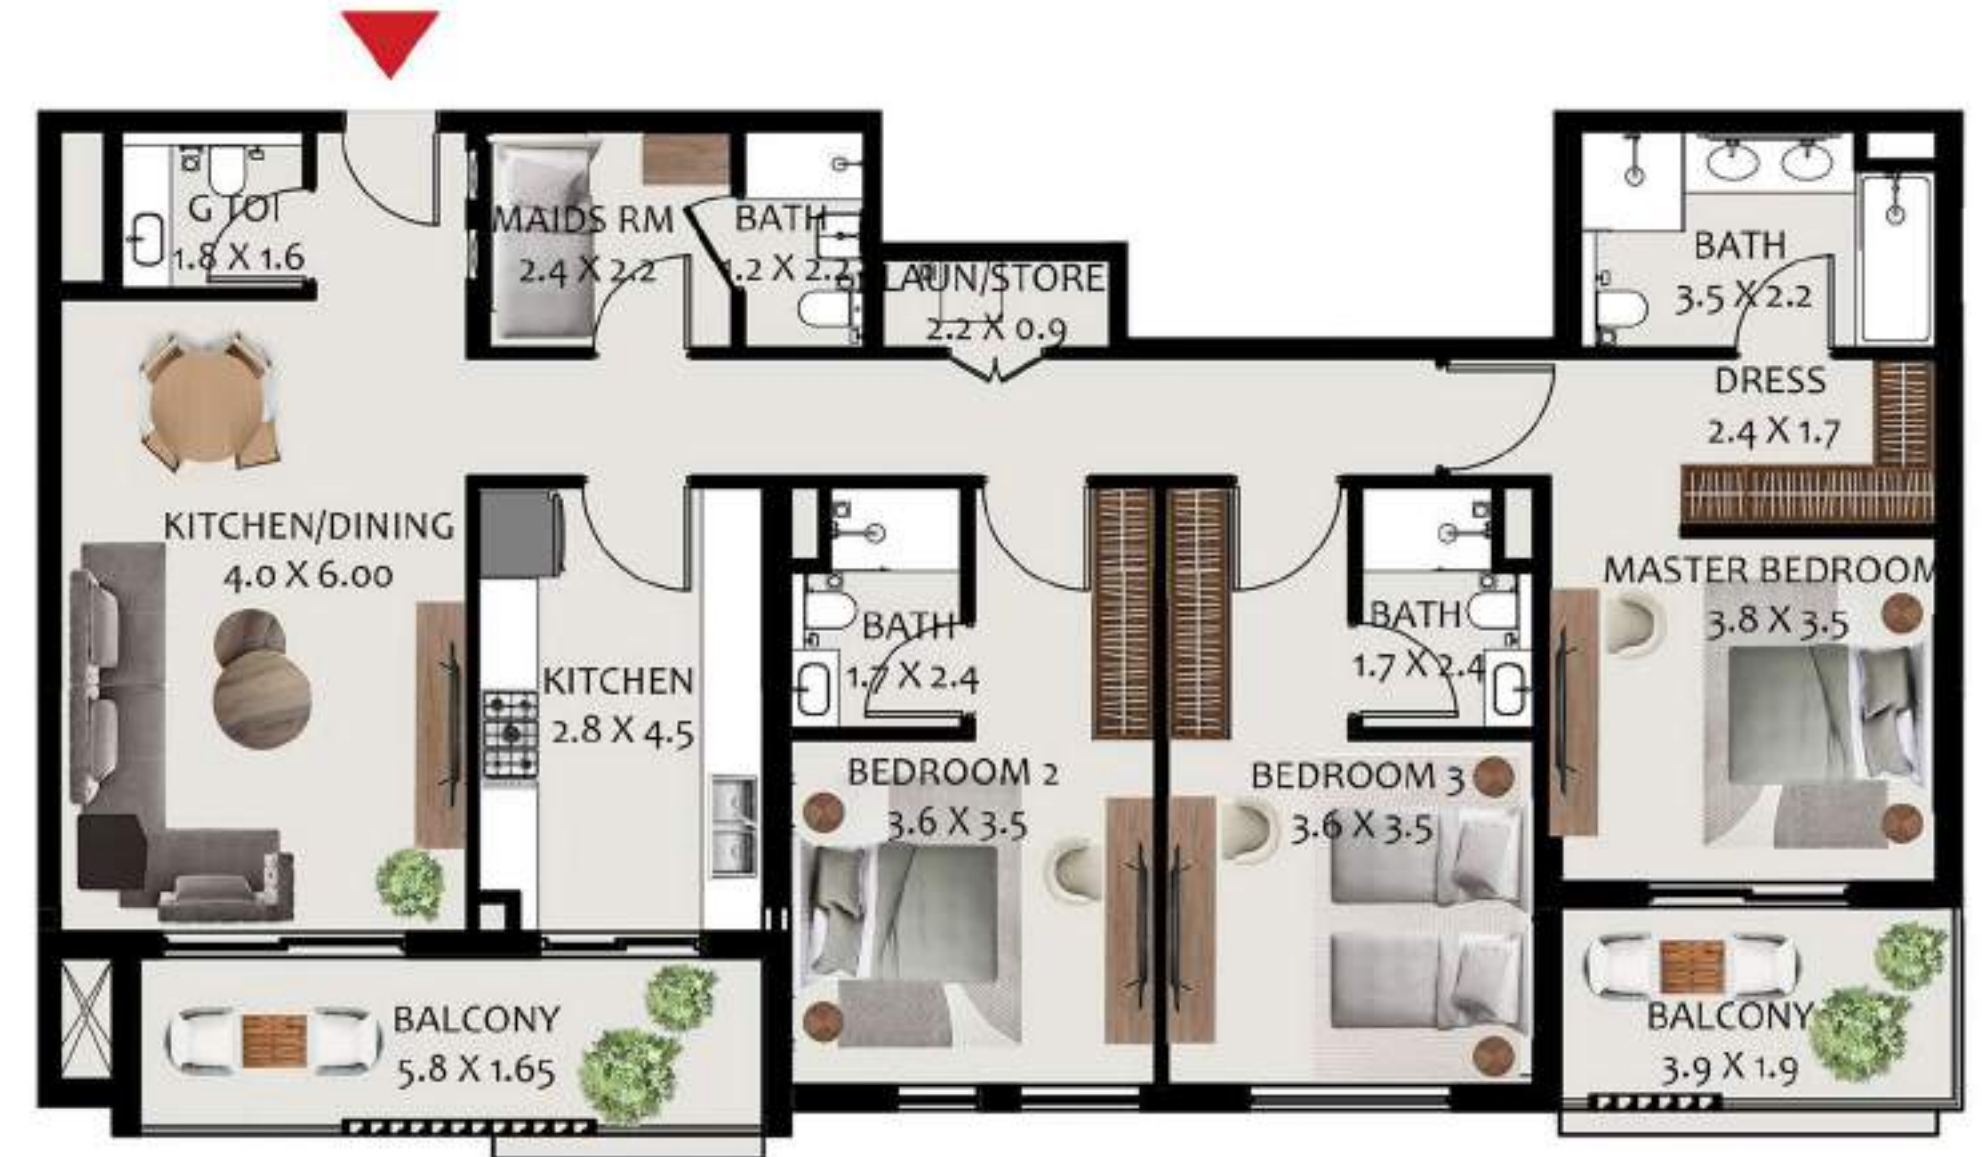 G TOI
1.8 X 1.6
MAIDS RM
2.4 X 2.2
BATH
1.2 X 2.2
LAUN/STORE
2.2 X 0.9
BATH
3.5 X 2.2
DRESS
2.4 X 1.7
KITCHEN/DINING
4.0 X 6.00
KITCHEN
2.8 X 4.5
BATH
1.7 X 2.4
BATH
1.7 X 2.4
MASTER BEDROOM
3.8 X 3.5
BEDROOM 2
3.6 X 3.5
BEDROOM 3
3.6 X 3.5
BALCONY
5.8 X 1.65
BALCONY
3.9 X 1.9